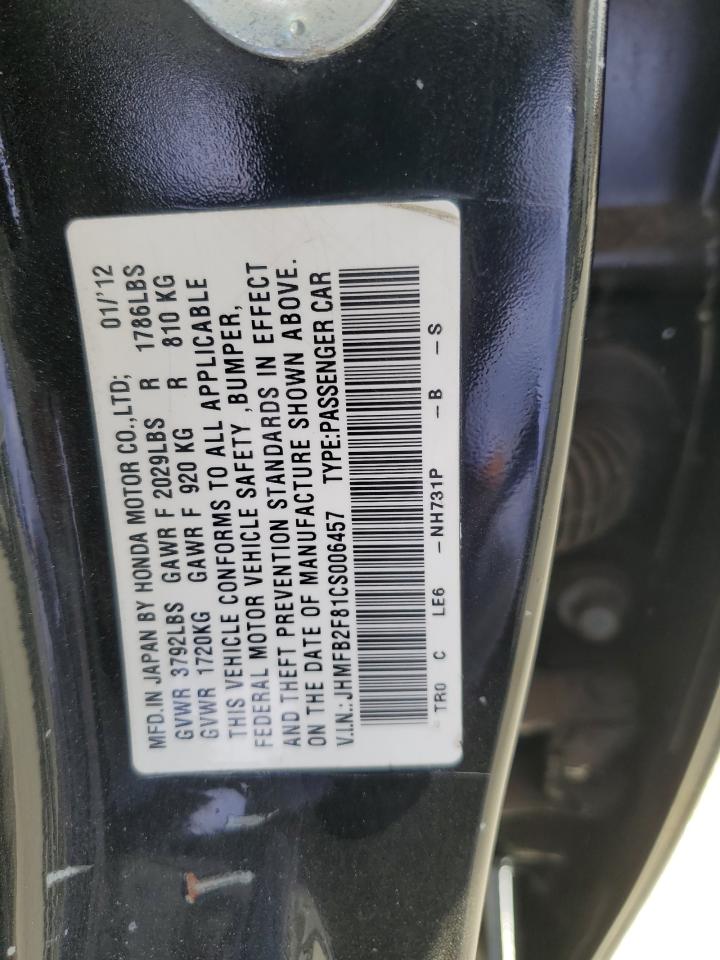 MFD.IN JAPAN BY HONDA MOTOR CO.,LTD; 01/'12
GVWR 3792LBS GAWR F 2029LBS R 1786LBS
GVWR 1720KG GAWR F 920 KG R 810 KG
THIS VEHICLE CONFORMS TO ALL APPLICABLE
FEDERAL MOTOR VEHICLE SAFETY ,BUMPER,
AND THEFT PREVENTION STANDARDS IN EFFECT
ON THE DATE OF MANUFACTURE SHOWN ABOVE.
V.I.N.:JHMFB2F81CS006457 TYPE:PASSENGER CAR
TR0 C LE6 -NH731P -B -S